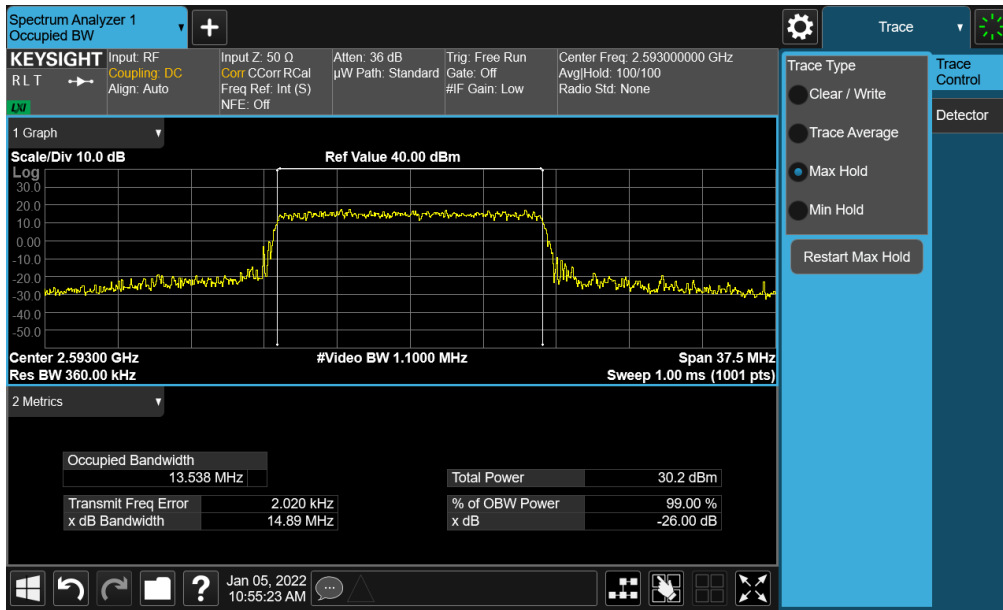 Spectrum Analyzer 1
Occupied BW
Trace
KEYSIGHT
R L T
LXI
Input: RF
Coupling: DC
Align: Auto
Input Z: 50 Ω
Corr CCorr RCal
Freq Ref: Int (S)
NFE: Off
Atten: 36 dB
µW Path: Standard
Trig: Free Run
Gate: Off
#IF Gain: Low
Center Freq: 2.593000000 GHz
Avg|Hold: 100/100
Radio Std: None
Trace Type
Clear / Write
Trace Average
Max Hold
Min Hold
Restart Max Hold
Trace
Control
Detector
1 Graph
Scale/Div 10.0 dB
Ref Value 40.00 dBm
Log
30.0
20.0
10.0
0.00
-10.0
-20.0
-30.0
-40.0
-50.0
Center 2.59300 GHz
#Video BW 1.1000 MHz
Span 37.5 MHz
Res BW 360.00 kHz
Sweep 1.00 ms (1001 pts)
2 Metrics
Occupied Bandwidth
13.538 MHz
Total Power 30.2 dBm
Transmit Freq Error 2.020 kHz
% of OBW Power 99.00 %
x dB Bandwidth 14.89 MHz
x dB -26.00 dB
?
Jan 05, 2022
10:55:23 AM